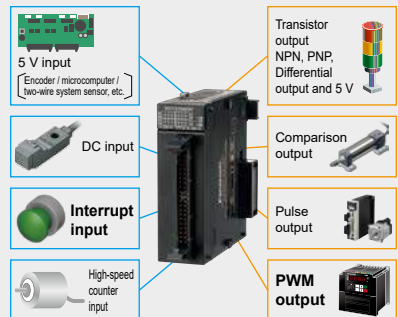 5 V input
Encoder / microcomputer /
two-wire system sensor, etc.
DC input
Interrupt
input
High-speed
counter
input
Transistor
output
NPN, PNP,
Differential
output and 5 V
Comparison
output
Pulse
output
PWM
output